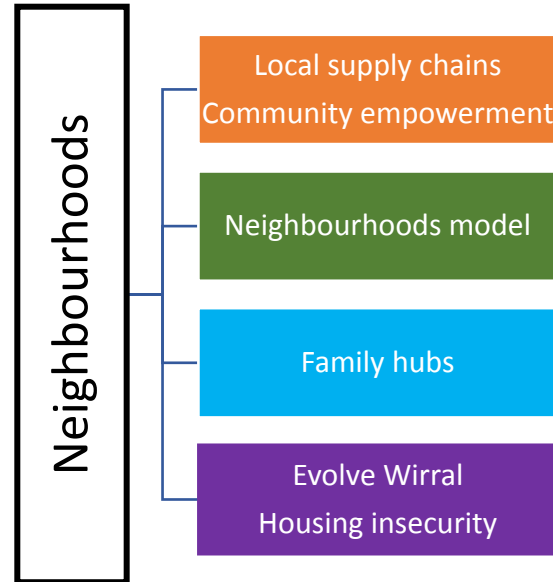 Neighbourhoods
Local supply chains
Community empowerment
Neighbourhoods model
Family hubs
Evolve Wirral
Housing insecurity